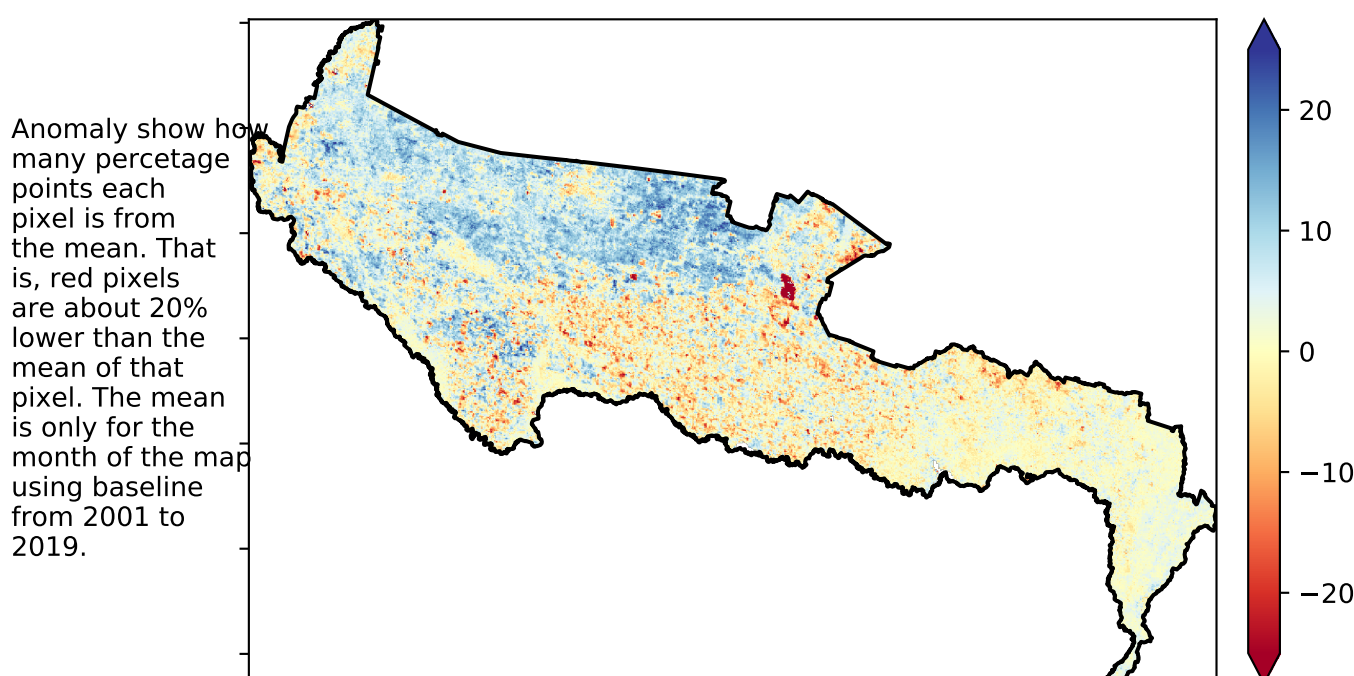 Anomaly show how
many percetage
points each
pixel is from
the mean. That
is, red pixels
are about 20%
lower than the
mean of that
pixel. The mean
is only for the
month of the map
using baseline
from 2001 to
2019.
20
10
0
−10
−20